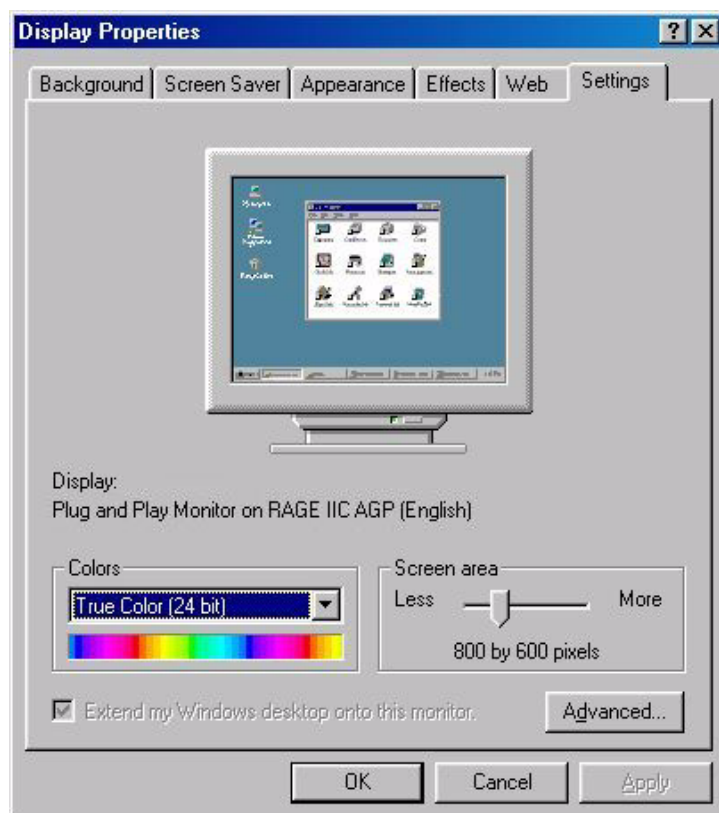 Display Properties
Background Screen Saver Appearance Effects Web Settings
Display:
Plug and Play Monitor on RAGE IIC AGP (English)
Colors
True Color (24 bit)
Screen area
Less More
800 by 600 pixels
Extend my Windows desktop onto this monitor.
Advanced...
OK Cancel Apply